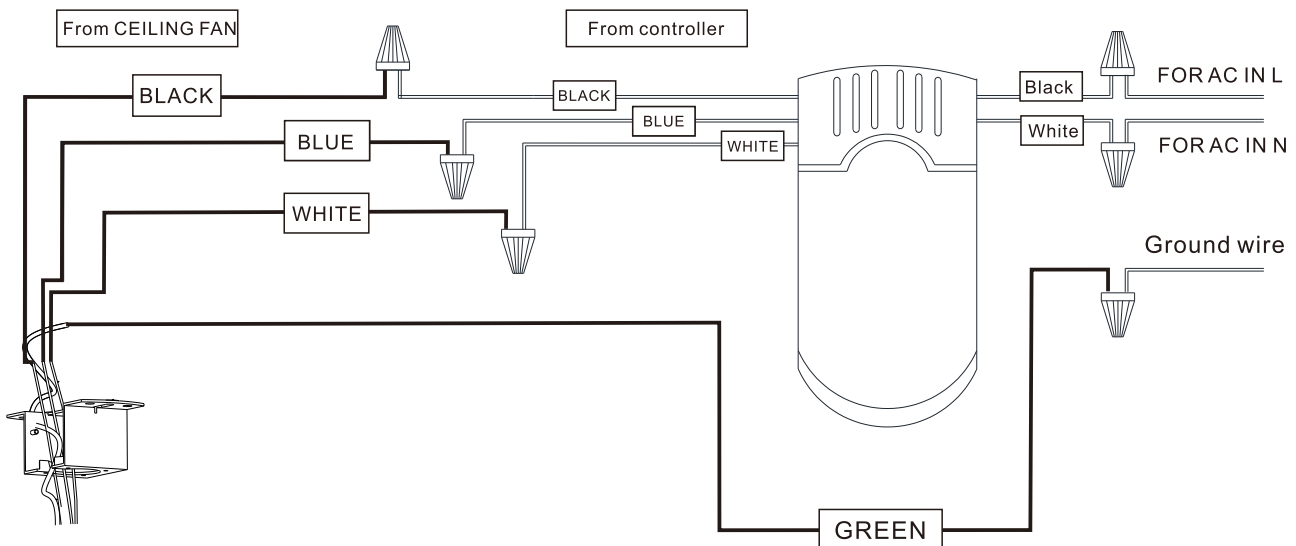 From CEILING FAN
From controller
BLACK
BLACK
Black
FOR AC IN L
BLUE
BLUE
White
FOR AC IN N
WHITE
WHITE
Ground wire
GREEN